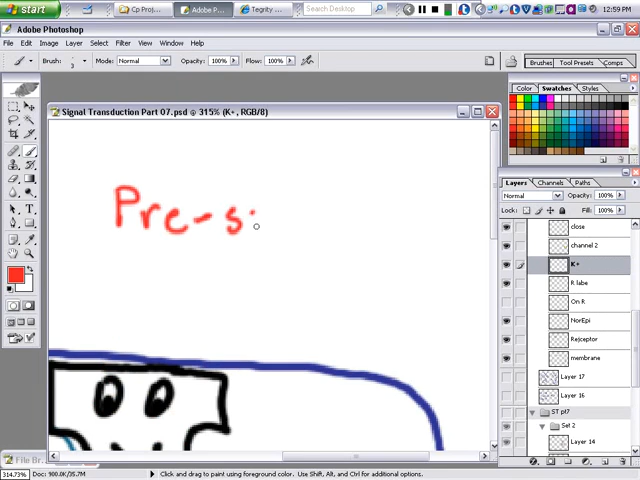 start
Cp Proj...
Adobe P...
Tegrity ...
Search Desktop
12:59 PM
Adobe Photoshop
File Edit Image Layer Select Filter View Window Help
Brush: 3 Mode: Normal Opacity: 100% Flow: 100%
Brushes Tool Presets Comps
Signal Transduction Part 07.psd @ 315% (K+, RGB/8)
Color Swatches Styles
Pre-s
Layers Channels Paths
Normal Opacity: 100%
Lock: Fill: 100%
close
channel 2
K+
R labe
On R
NorEpi
Rejceptor
membrane
Layer 17
Layer 16
ST pt7
Set 2
Layer 14
File Br
314.73% Doc: 900.0K/35.7M Click and drag to paint using foreground color. Use Shift, Alt, and Ctrl for additional options.